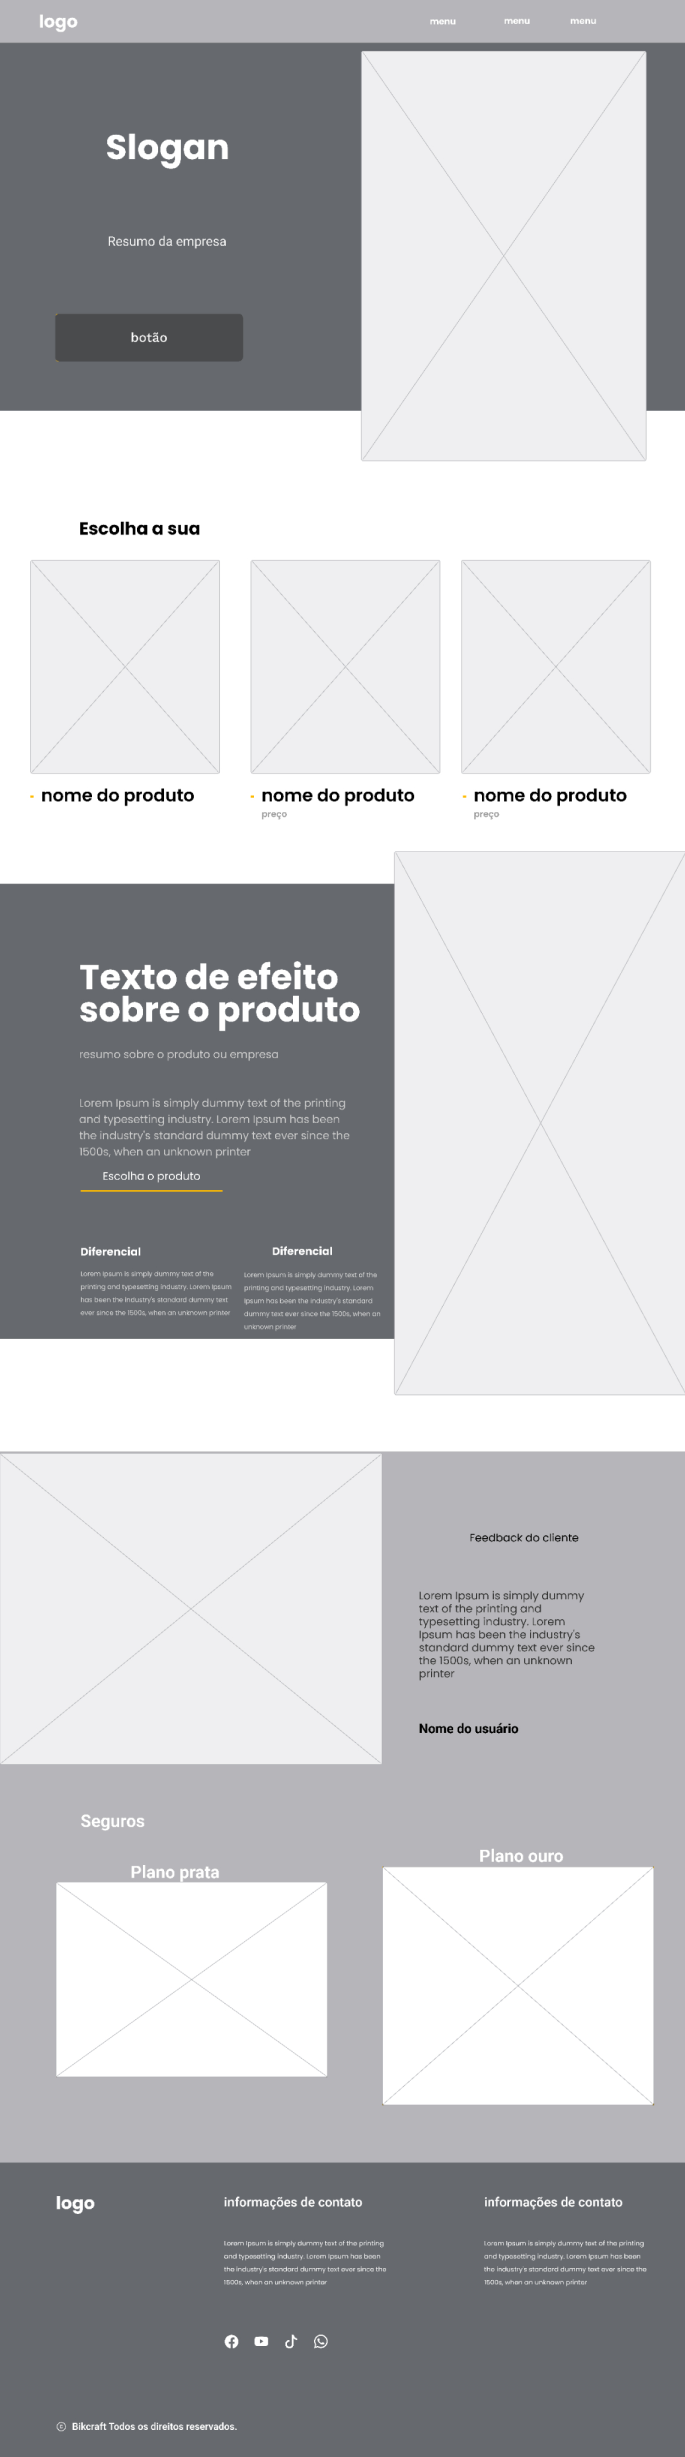 logo
menu menu menu
Slogan
Resumo da empresa
botão
Escolha a sua
nome do produto
nome do produto
preço
nome do produto
preço
Texto de efeito
sobre o produto
resumo sobre o produto ou empresa
Lorem Ipsum is simply dummy text of the printing
and typesetting industry. Lorem Ipsum has been
the industry's standard dummy text ever since the
1500s, when an unknown printer
Escolha o produto
Diferencial
Lorem Ipsum is simply dummy text of the
printing and typesetting industry. Lorem Ipsum
has been the industry's standard dummy text
ever since the 1500s, when an unknown printer
Diferencial
Lorem Ipsum is simply dummy text of the
printing and typesetting industry. Lorem
Ipsum has been the industry's standard
dummy text ever since the 1500s, when an
unknown printer
Feedback do cliente
Lorem Ipsum is simply dummy
text of the printing and
typesetting industry. Lorem
Ipsum has been the industry's
standard dummy text ever since
the 1500s, when an unknown
printer
Nome do usuário
Seguros
Plano prata
Plano ouro
logo
informações de contato
Lorem Ipsum is simply dummy text of the printing
and typesetting industry. Lorem Ipsum has been
the industry's standard dummy text ever since the
1500s, when an unknown printer
informações de contato
Lorem Ipsum is simply dummy text of the printing
and typesetting industry. Lorem Ipsum has been
the industry's standard dummy text ever since the
1500s, when an unknown printer
© Bikcraft Todos os direitos reservados.